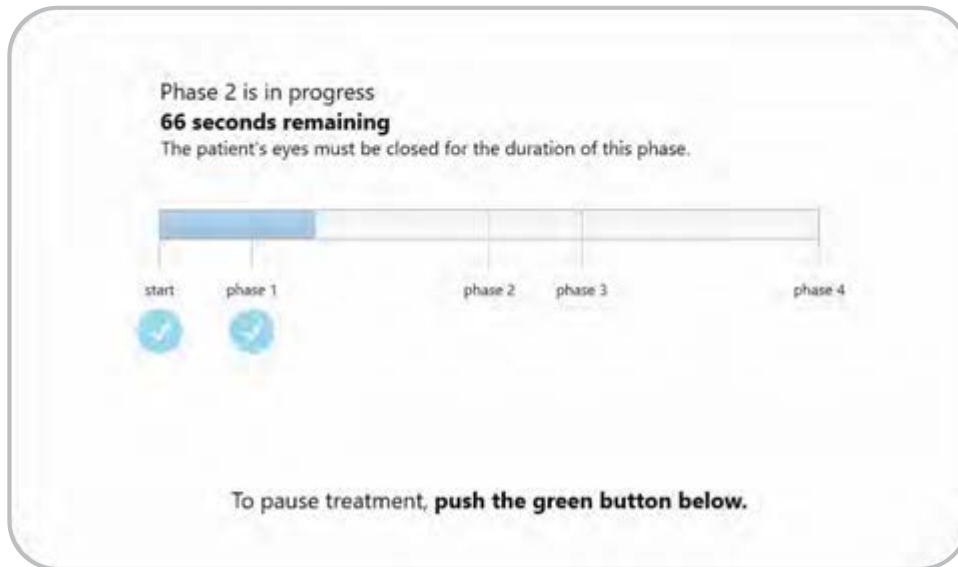 Phase 2 is in progress
66 seconds remaining
The patient's eyes must be closed for the duration of this phase.
start phase 1 phase 2 phase 3 phase 4
To pause treatment, push the green button below.